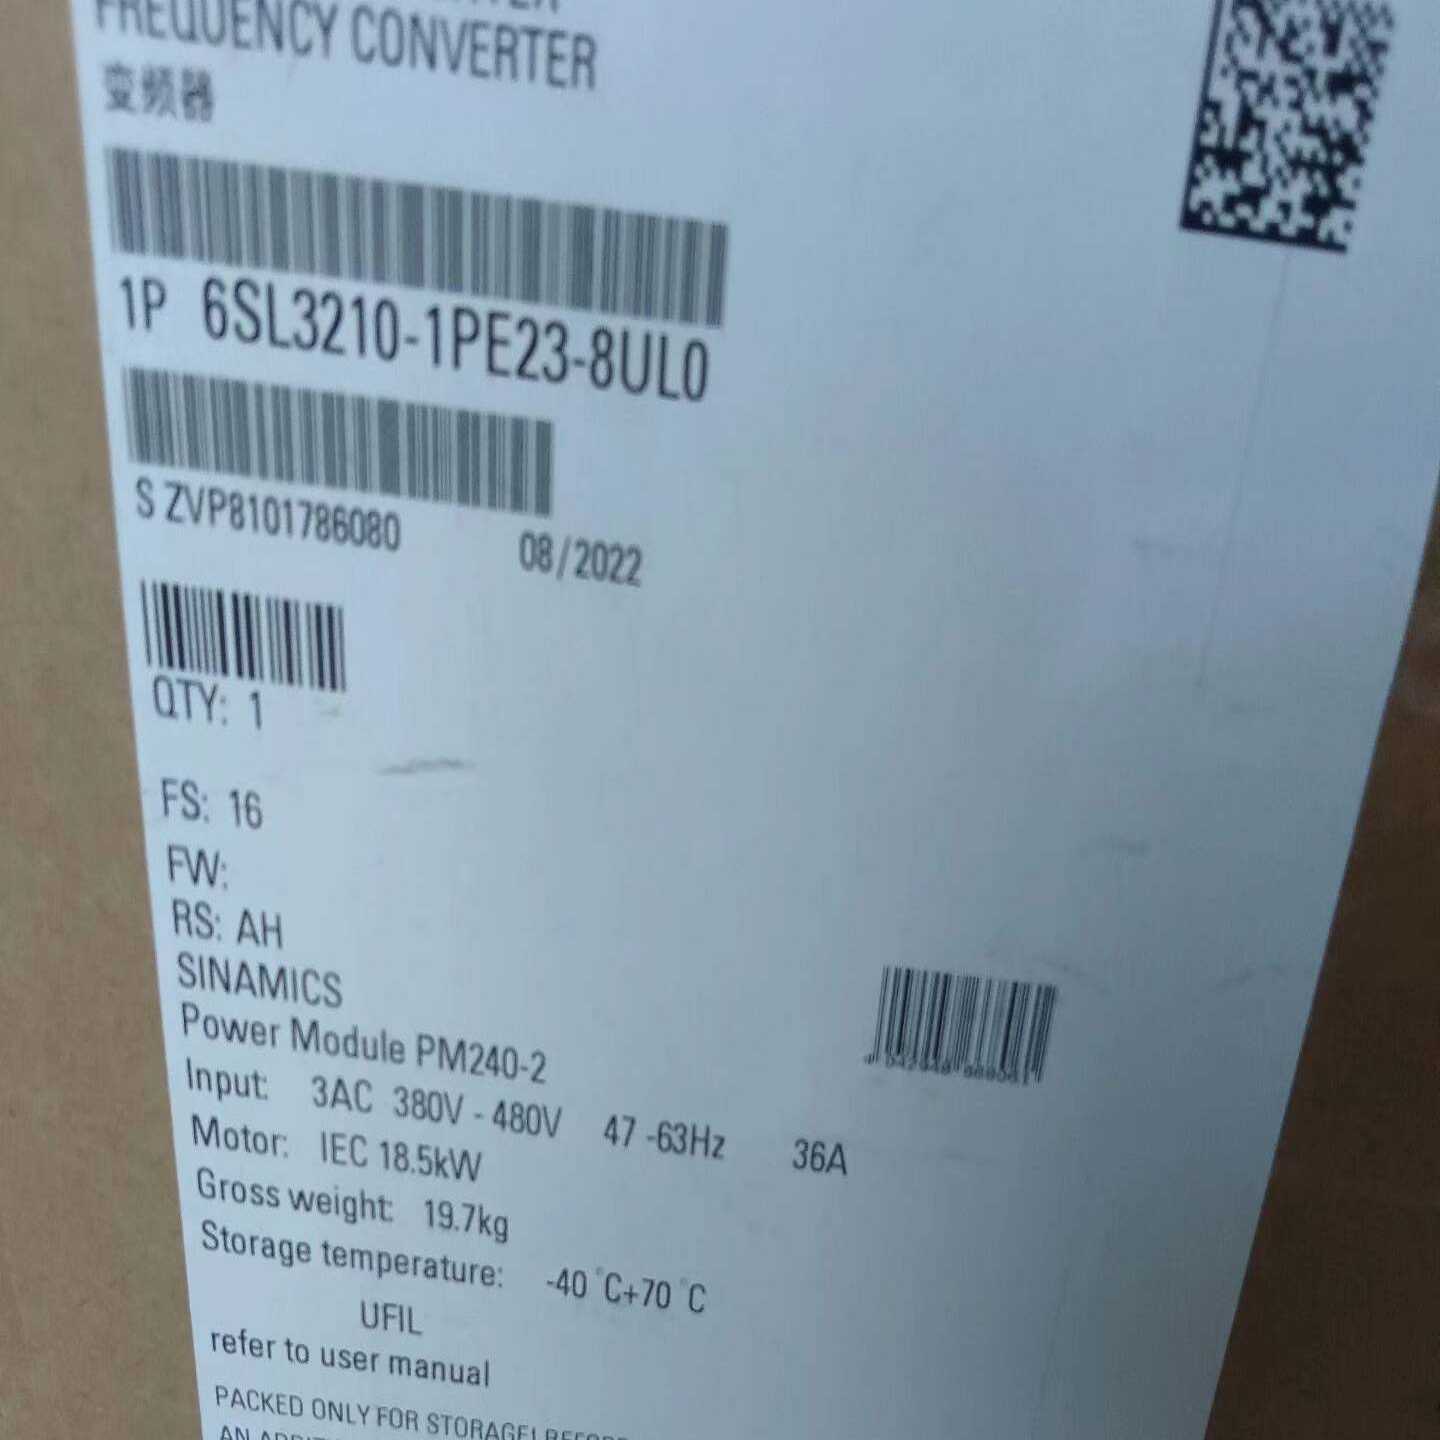 FREQUENCY CONVERTER
变频器
1P 6SL3210-1PE23-8UL0
S ZVP8101786080 08/2022
QTY: 1
FS: 16
FW:
RS: AH
SINAMICS
Power Module PM240-2
Input: 3AC 380V - 480V 47 -63Hz 36A
Motor: IEC 18.5kW
Gross weight: 19.7kg
Storage temperature: -40 °C+70 °C
UFIL
refer to user manual
PACKED ONLY FOR STORAGE!
AN